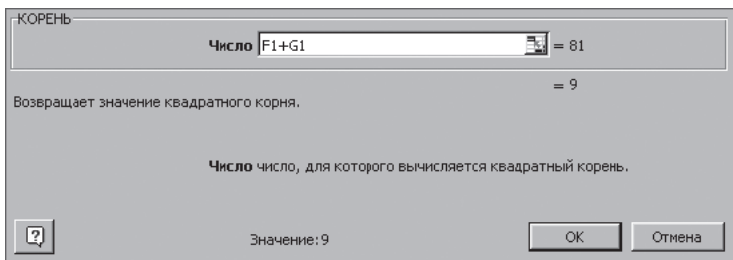 КОРЕНЬ
Число F1+G1 = 81
= 9
Возвращает значение квадратного корня.
Число число, для которого вычисляется квадратный корень.
Значение:9 OK Отмена